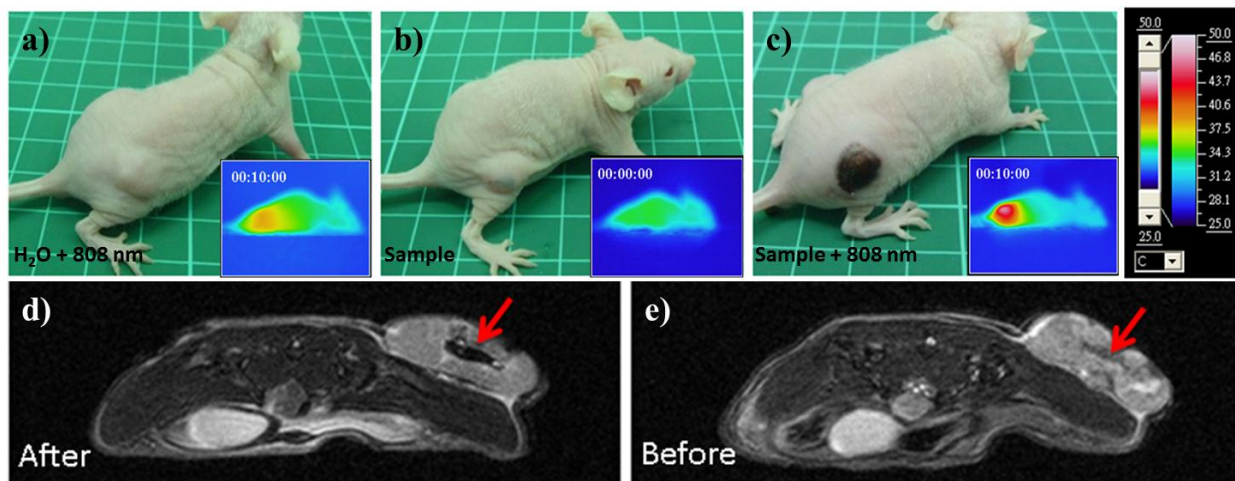 a)
00:10:00
H₂O + 808 nm
b)
00:00:00
Sample
c)
00:10:00
Sample + 808 nm
50.0
25.0
C
50.0
46.8
43.7
40.6
37.5
34.3
31.2
28.1
25.0
d)
After
e)
Before